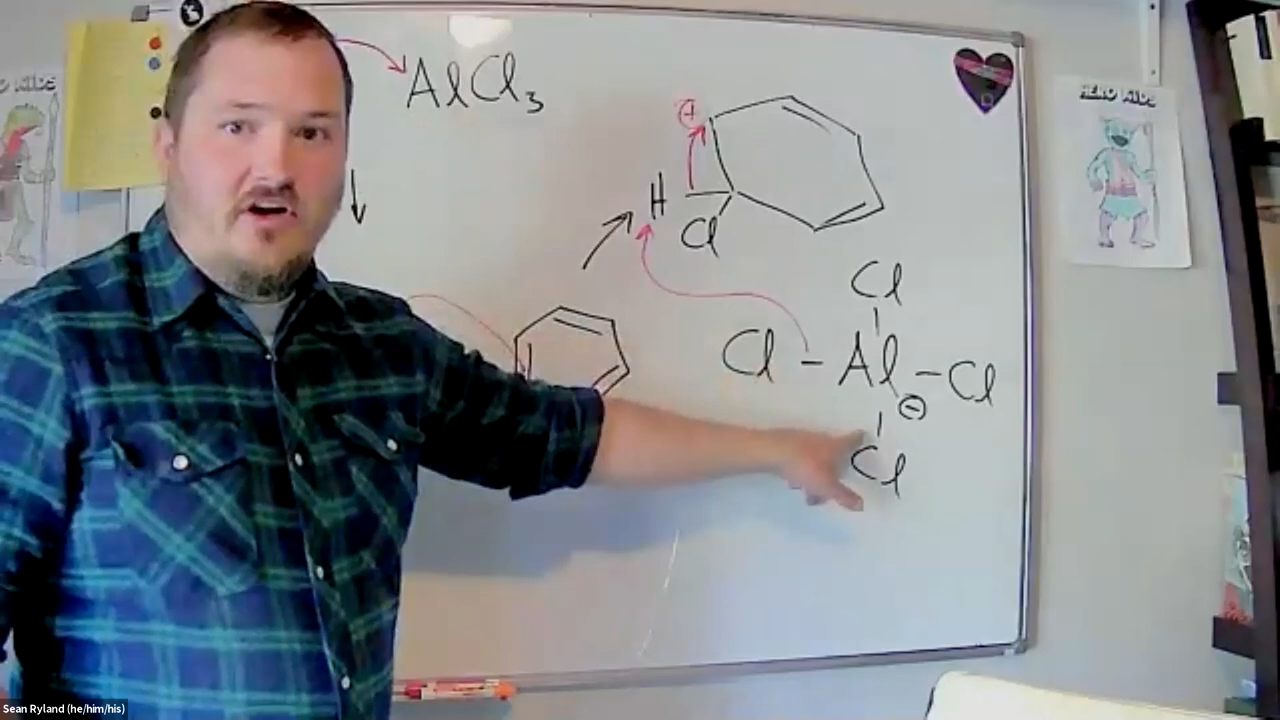 HERO KIDS
AlCl3
⊕
H
Cl
Cl
Cl - Al - Cl
⊖
Cl
Sean Ryland (he/him/his)